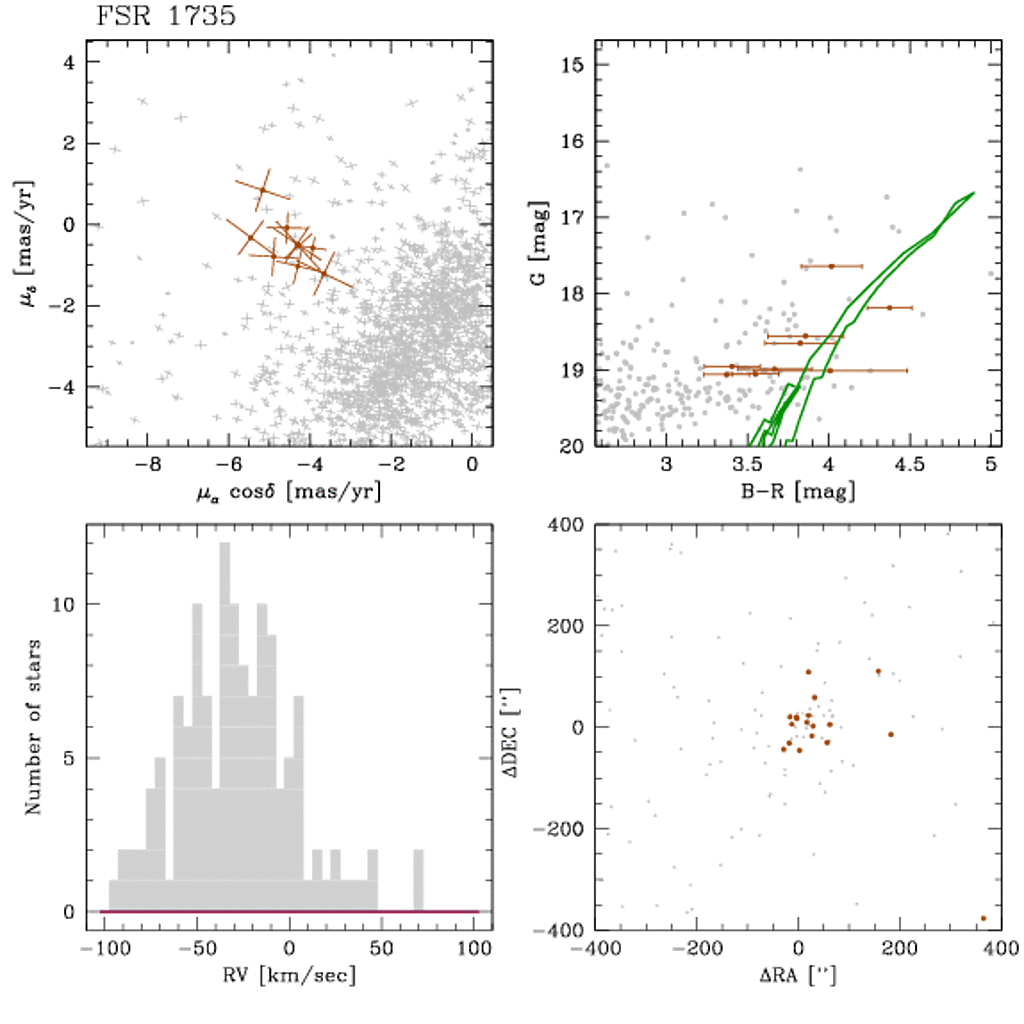 FSR 1735
4
2
0
−2
−4
μδ [mas/yr]
−8 −6 −4 −2 0
μα cosδ [mas/yr]
15
16
17
18
19
20
G [mag]
3 3.5 4 4.5 5
B−R [mag]
10
5
0
Number of stars
−100 −50 0 50 100
RV [km/sec]
400
200
0
−200
−400
ΔDEC ["]
−400 −200 0 200 400
ΔRA ["]